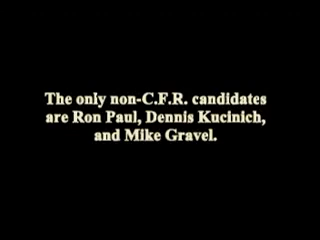 The only non-C.F.R. candidates
are Ron Paul, Dennis Kucinich,
and Mike Gravel.